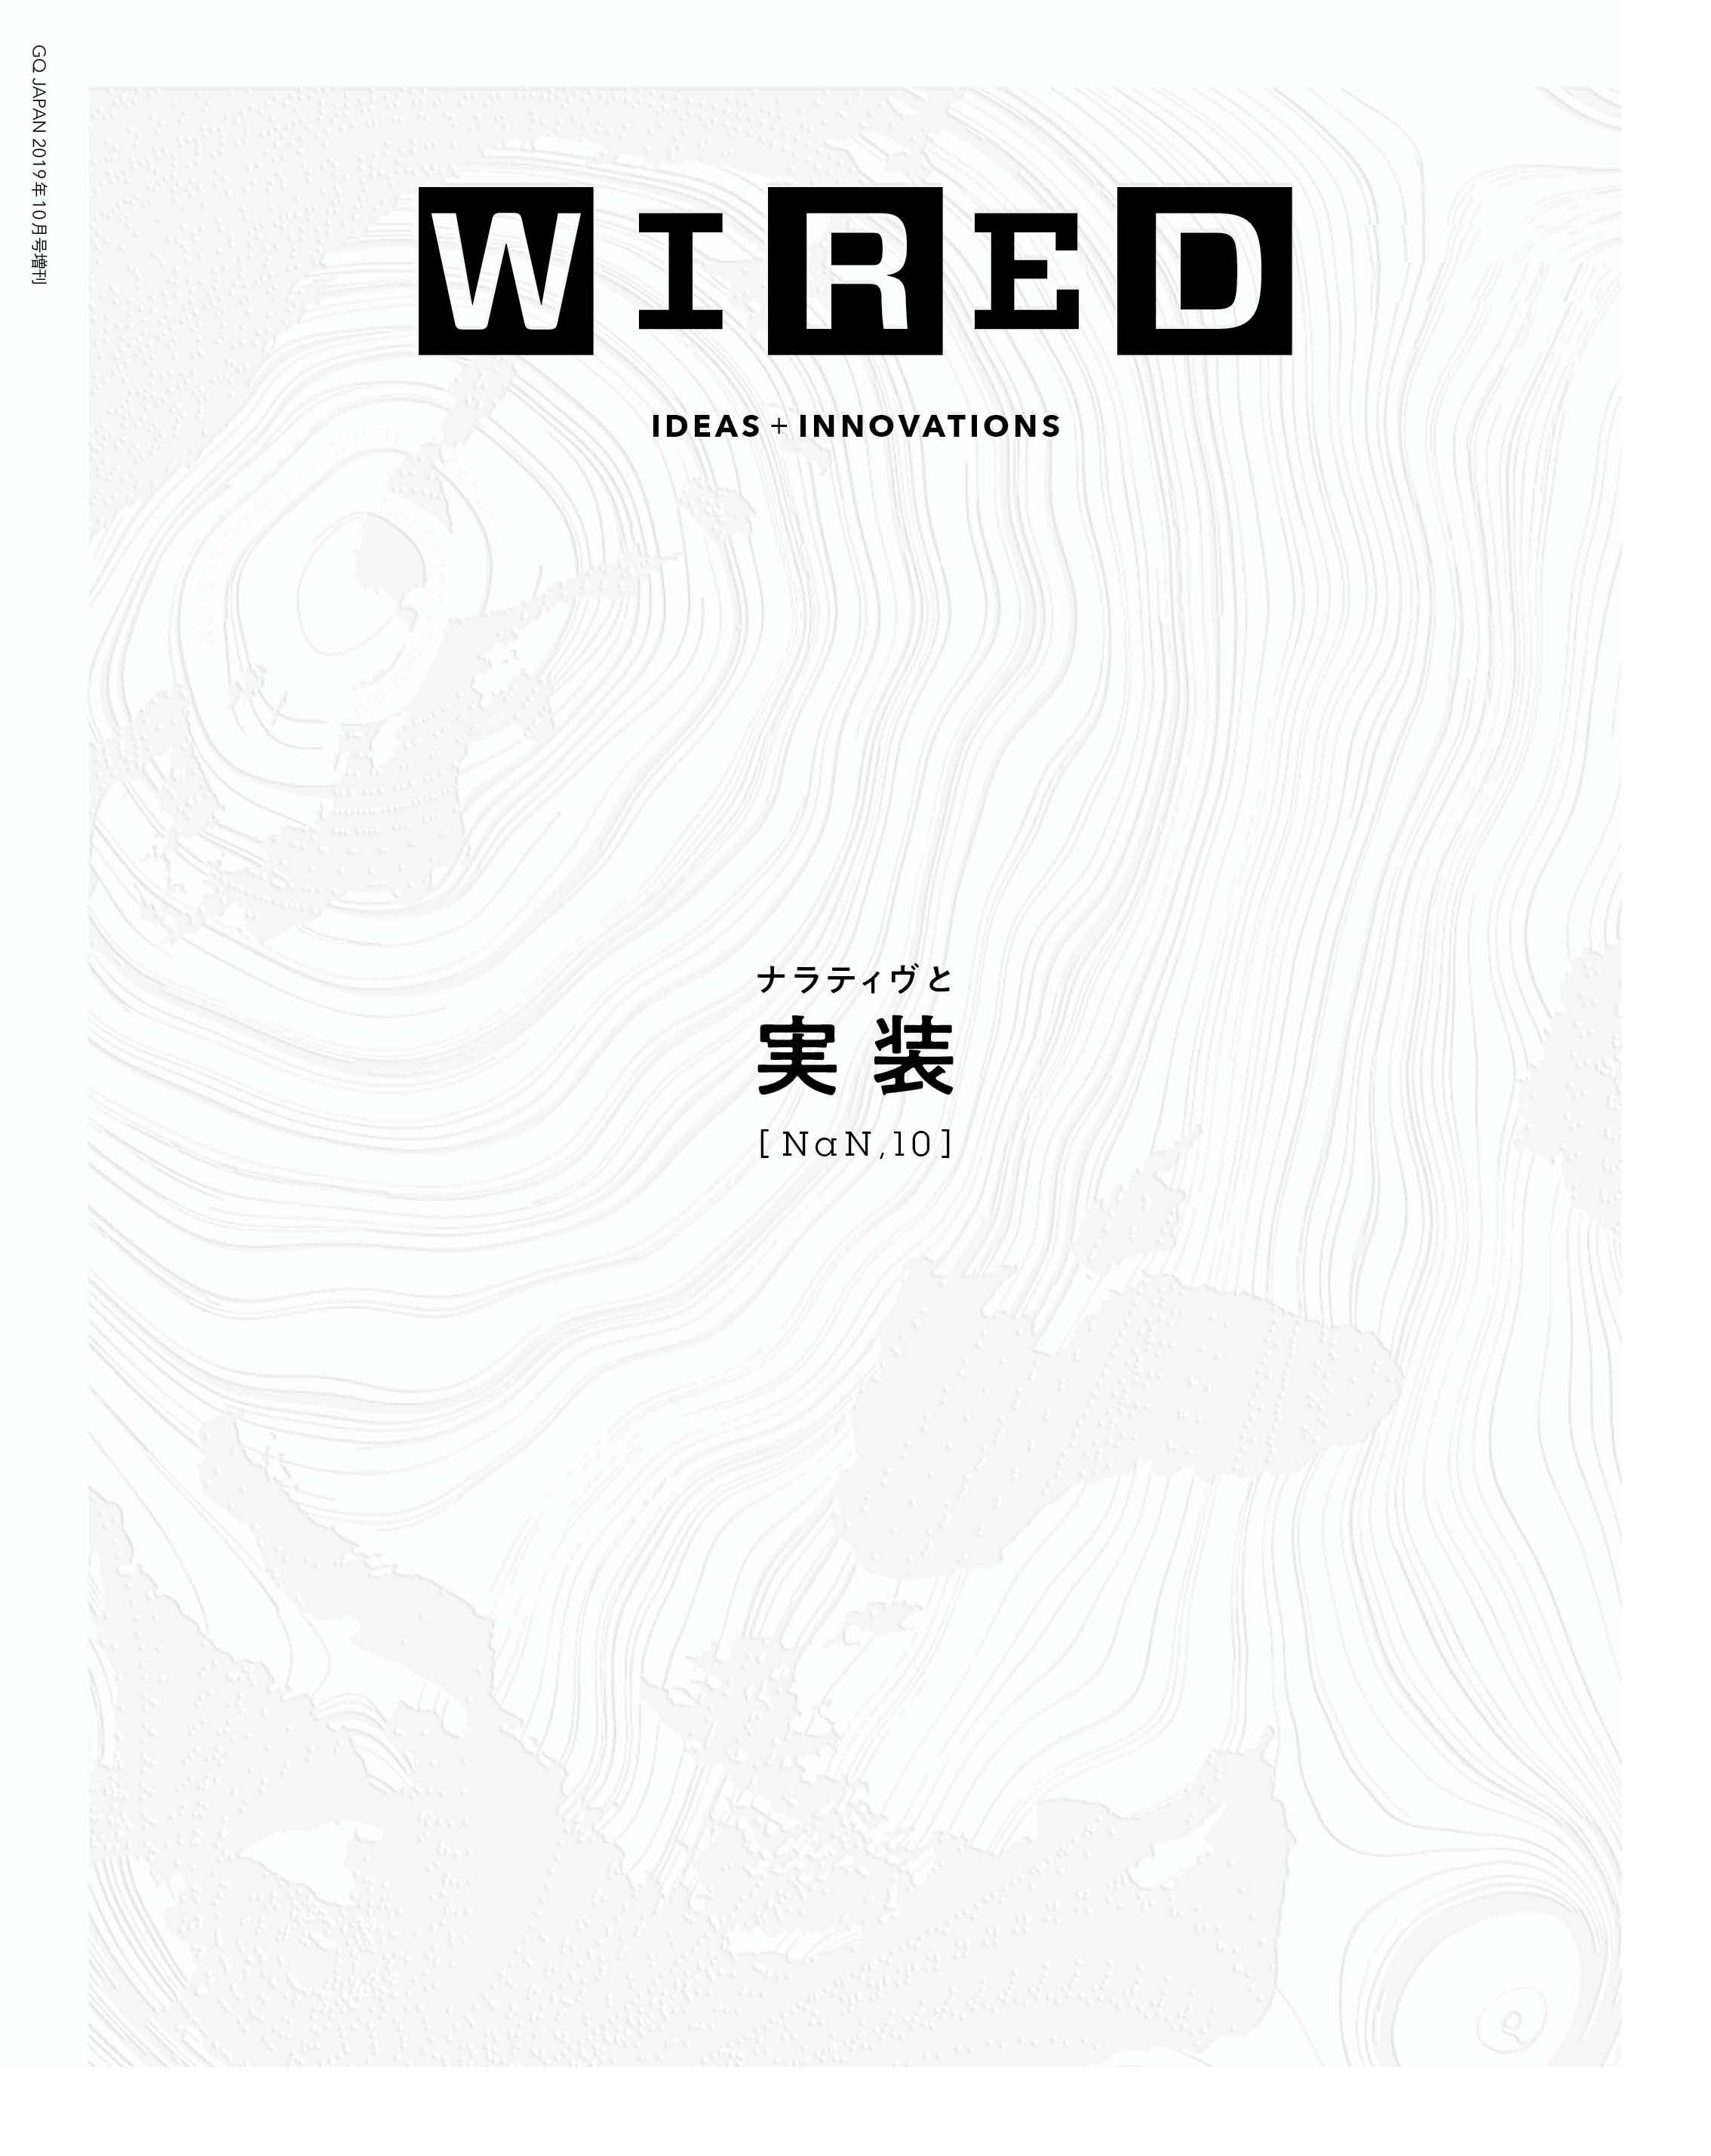 GQ JAPAN 2019年10月号増刊
WIRED
IDEAS + INNOVATIONS
ナラティヴと
実装
[NaN,10]